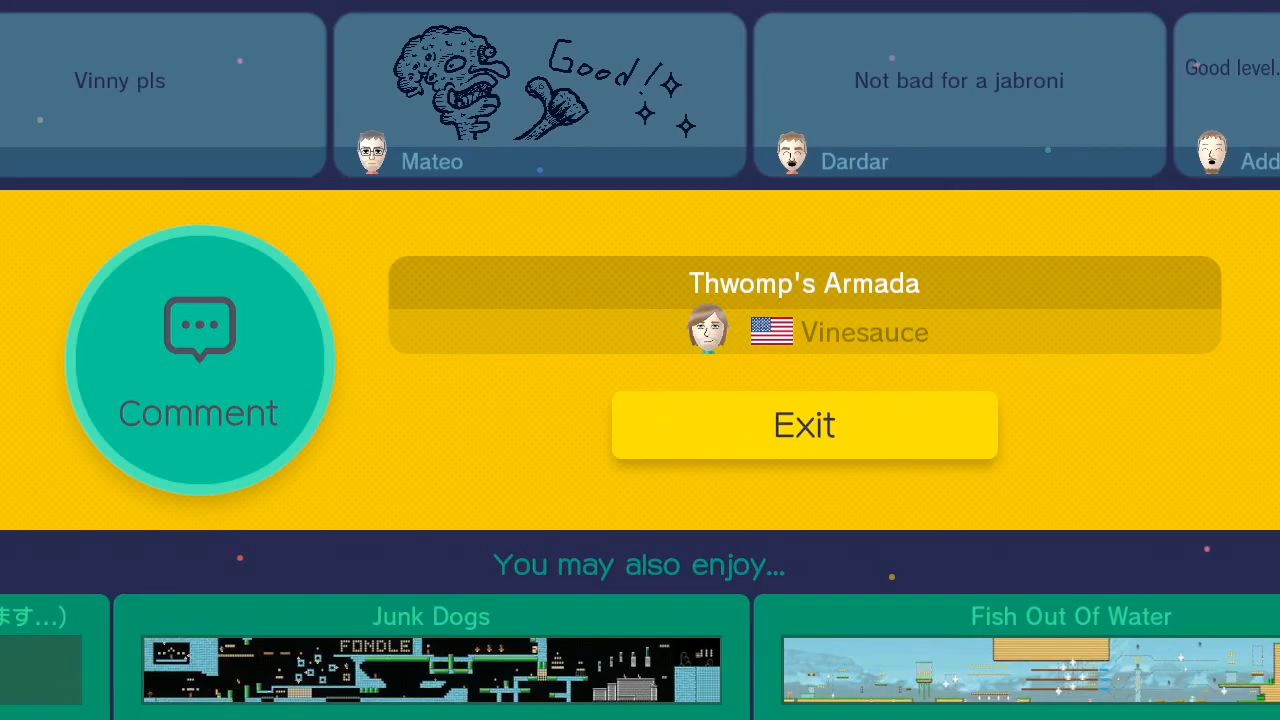 Vinny pls
Good!
Not bad for a jabroni
Good level.
Mateo
Dardar
Add
Thwomp's Armada
Vinesauce
Comment
Exit
You may also enjoy...
ます...)
Junk Dogs
Fish Out Of Water
FONDLE